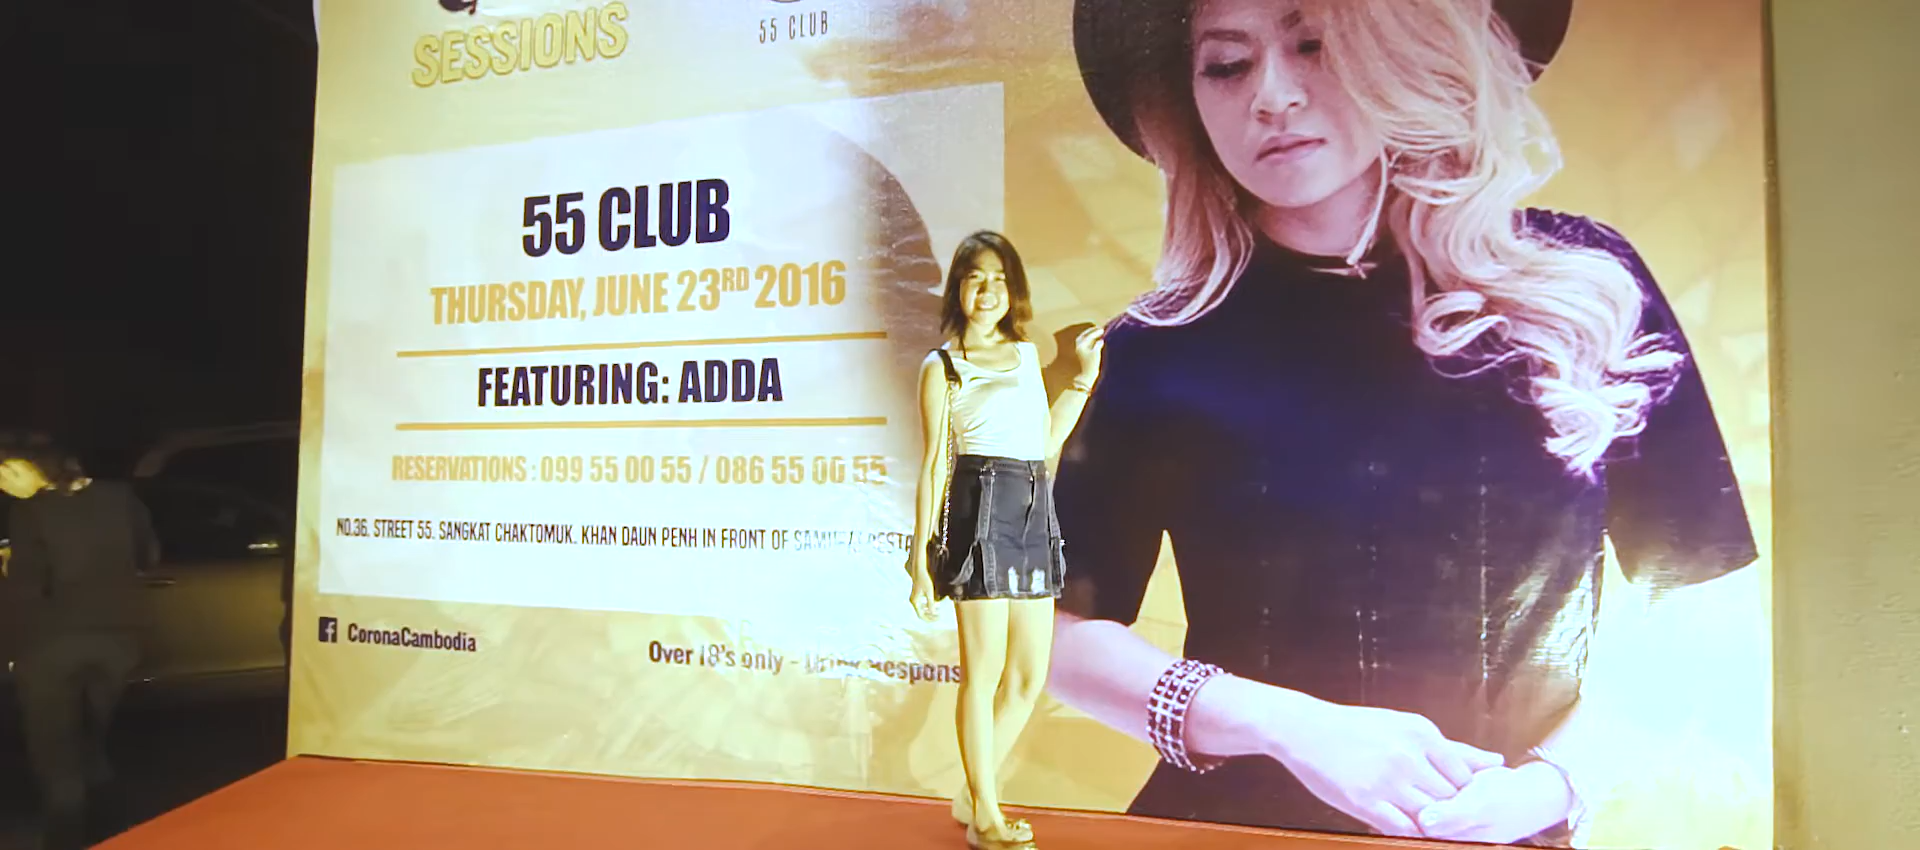 SESSIONS
55 CLUB
55 CLUB
THURSDAY, JUNE 23RD 2016
FEATURING: ADDA
RESERVATIONS : 099 55 00 55 / 086 55 00 55
NO.36. STREET 55. SANGKAT CHAKTOMUK. KHAN DAUN PENH IN FRONT OF
CoronaCambodia
Over 18's only - Drink